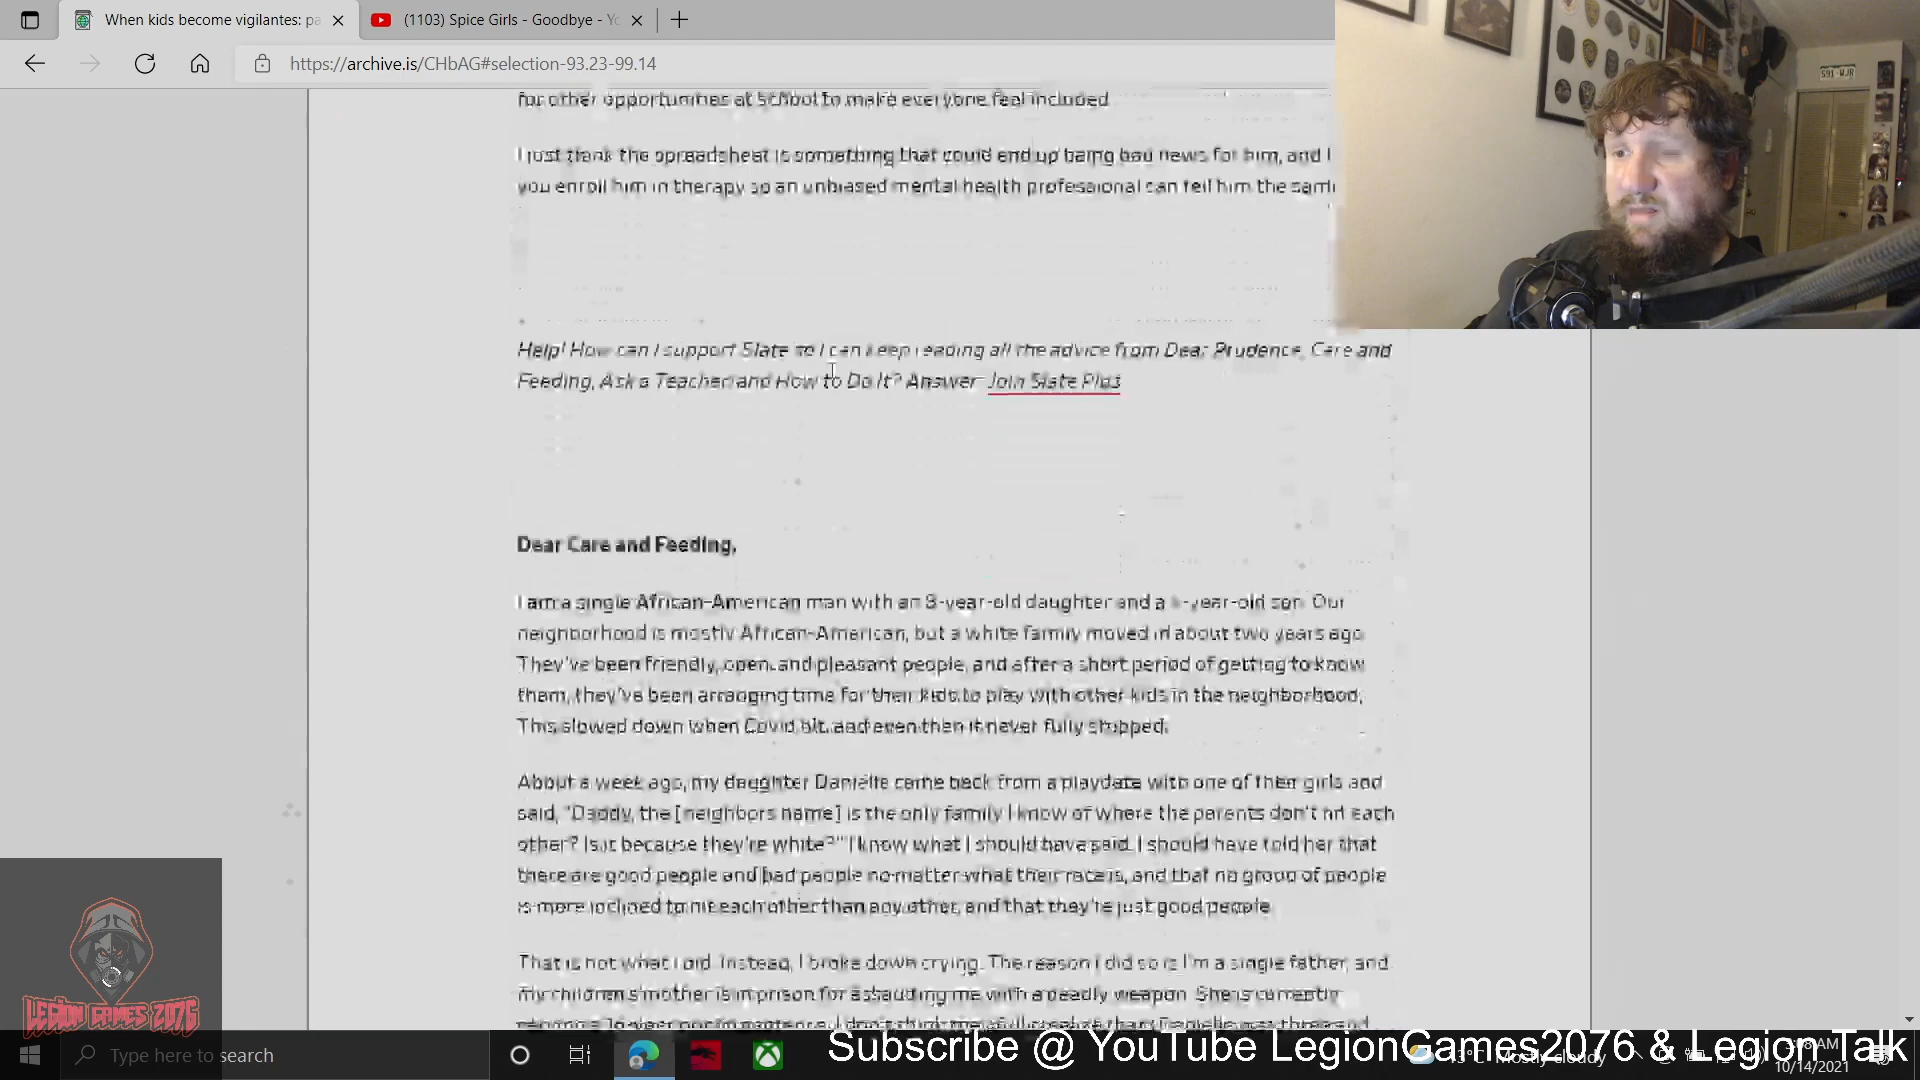 When kids become vigilantes: pa
(1103) Spice Girls - Goodbye - Yo
https://archive.is/CHbAG#selection-93.23-99.14
S91-WJR
for other opportunities at school to make everyone feel included.
I just think the spreadsheet is something that could end up being bad news for him, and I
you enroll him in therapy so an unbiased mental health professional can tell him the same
Help! How can I support Slate so I can keep reading all the advice from Dear Prudence, Care and
Feeding, Ask a Teacher and How to Do It? Answer: Join Slate Plus
Dear Care and Feeding,
I am a single African-American man with an 8-year-old daughter and a -year-old son. Our
neighborhood is mostly African-American, but a white family moved in about two years ago.
They've been friendly, open, and pleasant people, and after a short period of getting to know
them, they've been arranging time for their kids to play with other kids in the neighborhood.
This slowed down when Covid hit, and even then it never fully stopped.
About a week ago, my daughter Danielle came back from a playdate with one of their girls and
said, "Daddy, the [neighbors name] is the only family I know of where the parents don't hit each
other? Is it because they're white?" I know what I should have said. I should have told her that
there are good people and bad people no matter what their race is, and that no group of people
is more inclined to hit each other than any other, and that they're just good people.
That is not what I did. Instead, I broke down crying. The reason I did so is I'm a single father, and
my children's mother is in prison for assaulting me with a deadly weapon. She is currently
LEGION GAMES 2076
Type here to search
Subscribe @ YouTube LegionGames2076 & Legion Talk
Mostly cloudy
3:08 AM
10/14/2021